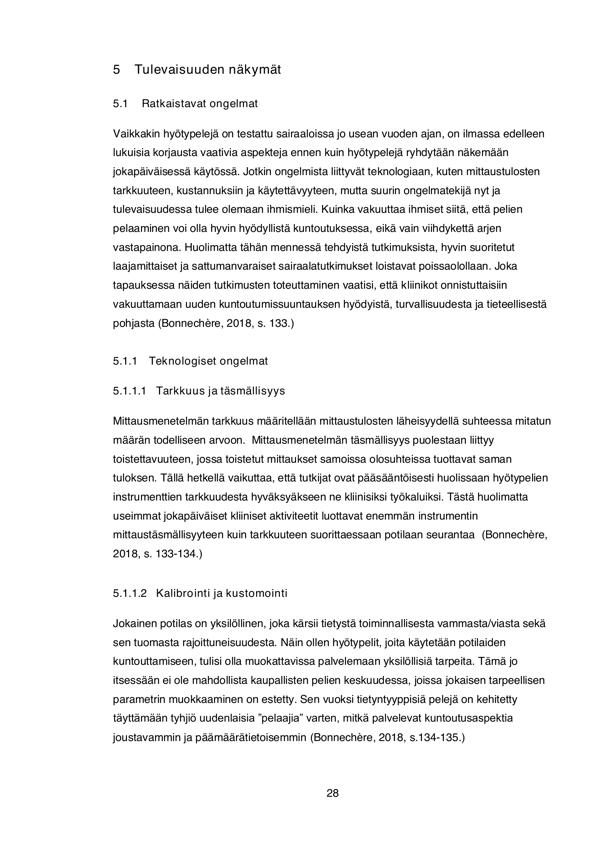 5 Tulevaisuuden näkymät
5.1 Ratkaistavat ongelmat
Vaikkakin hyötypelejä on testattu sairaaloissa jo usean vuoden ajan, on ilmassa edelleen
lukuisia korjausta vaativia aspekteja ennen kuin hyötypelejä ryhdytään näkemään
jokapäiväisessä käytössä. Jotkin ongelmista liittyvät teknologiaan, kuten mittaustulosten
tarkkuuteen, kustannuksiin ja käytettävyyteen, mutta suurin ongelmatekijä nyt ja
tulevaisuudessa tulee olemaan ihmismieli. Kuinka vakuuttaa ihmiset siitä, että pelien
pelaaminen voi olla hyvin hyödyllistä kuntoutuksessa, eikä vain viihdykettä arjen
vastapainona. Huolimatta tähän mennessä tehdyistä tutkimuksista, hyvin suoritetut
laajamittaiset ja sattumanvaraiset sairaalatutkimukset loistavat poissaolollaan. Joka
tapauksessa näiden tutkimusten toteuttaminen vaatisi, että kliinikot onnistuttaisiin
vakuuttamaan uuden kuntoutumissuuntauksen hyödyistä, turvallisuudesta ja tieteellisestä
pohjasta (Bonnechère, 2018, s. 133.)
5.1.1 Teknologiset ongelmat
5.1.1.1 Tarkkuus ja täsmällisyys
Mittausmenetelmän tarkkuus määritellään mittaustulosten läheisyydellä suhteessa mitatun
määrän todelliseen arvoon. Mittausmenetelmän täsmällisyys puolestaan liittyy
toistettavuuteen, jossa toistetut mittaukset samoissa olosuhteissa tuottavat saman
tuloksen. Tällä hetkellä vaikuttaa, että tutkijat ovat pääsääntöisesti huolissaan hyötypelien
instrumenttien tarkkuudesta hyväksyäkseen ne kliinisiksi työkaluiksi. Tästä huolimatta
useimmat jokapäiväiset kliiniset aktiviteetit luottavat enemmän instrumentin
mittaustäsmällisyyteen kuin tarkkuuteen suorittaessaan potilaan seurantaa (Bonnechère,
2018, s. 133-134.)
5.1.1.2 Kalibrointi ja kustomointi
Jokainen potilas on yksilöllinen, joka kärsii tietystä toiminnallisesta vammasta/viasta sekä
sen tuomasta rajoittuneisuudesta. Näin ollen hyötypelit, joita käytetään potilaiden
kuntouttamiseen, tulisi olla muokattavissa palvelemaan yksilöllisiä tarpeita. Tämä jo
itsessään ei ole mahdollista kaupallisten pelien keskuudessa, joissa jokaisen tarpeellisen
parametrin muokkaaminen on estetty. Sen vuoksi tietyntyyppisiä pelejä on kehitetty
täyttämään tyhjiö uudenlaisia ”pelaajia” varten, mitkä palvelevat kuntoutusaspektia
joustavammin ja päämäärätietoisemmin (Bonnechère, 2018, s.134-135.)
28